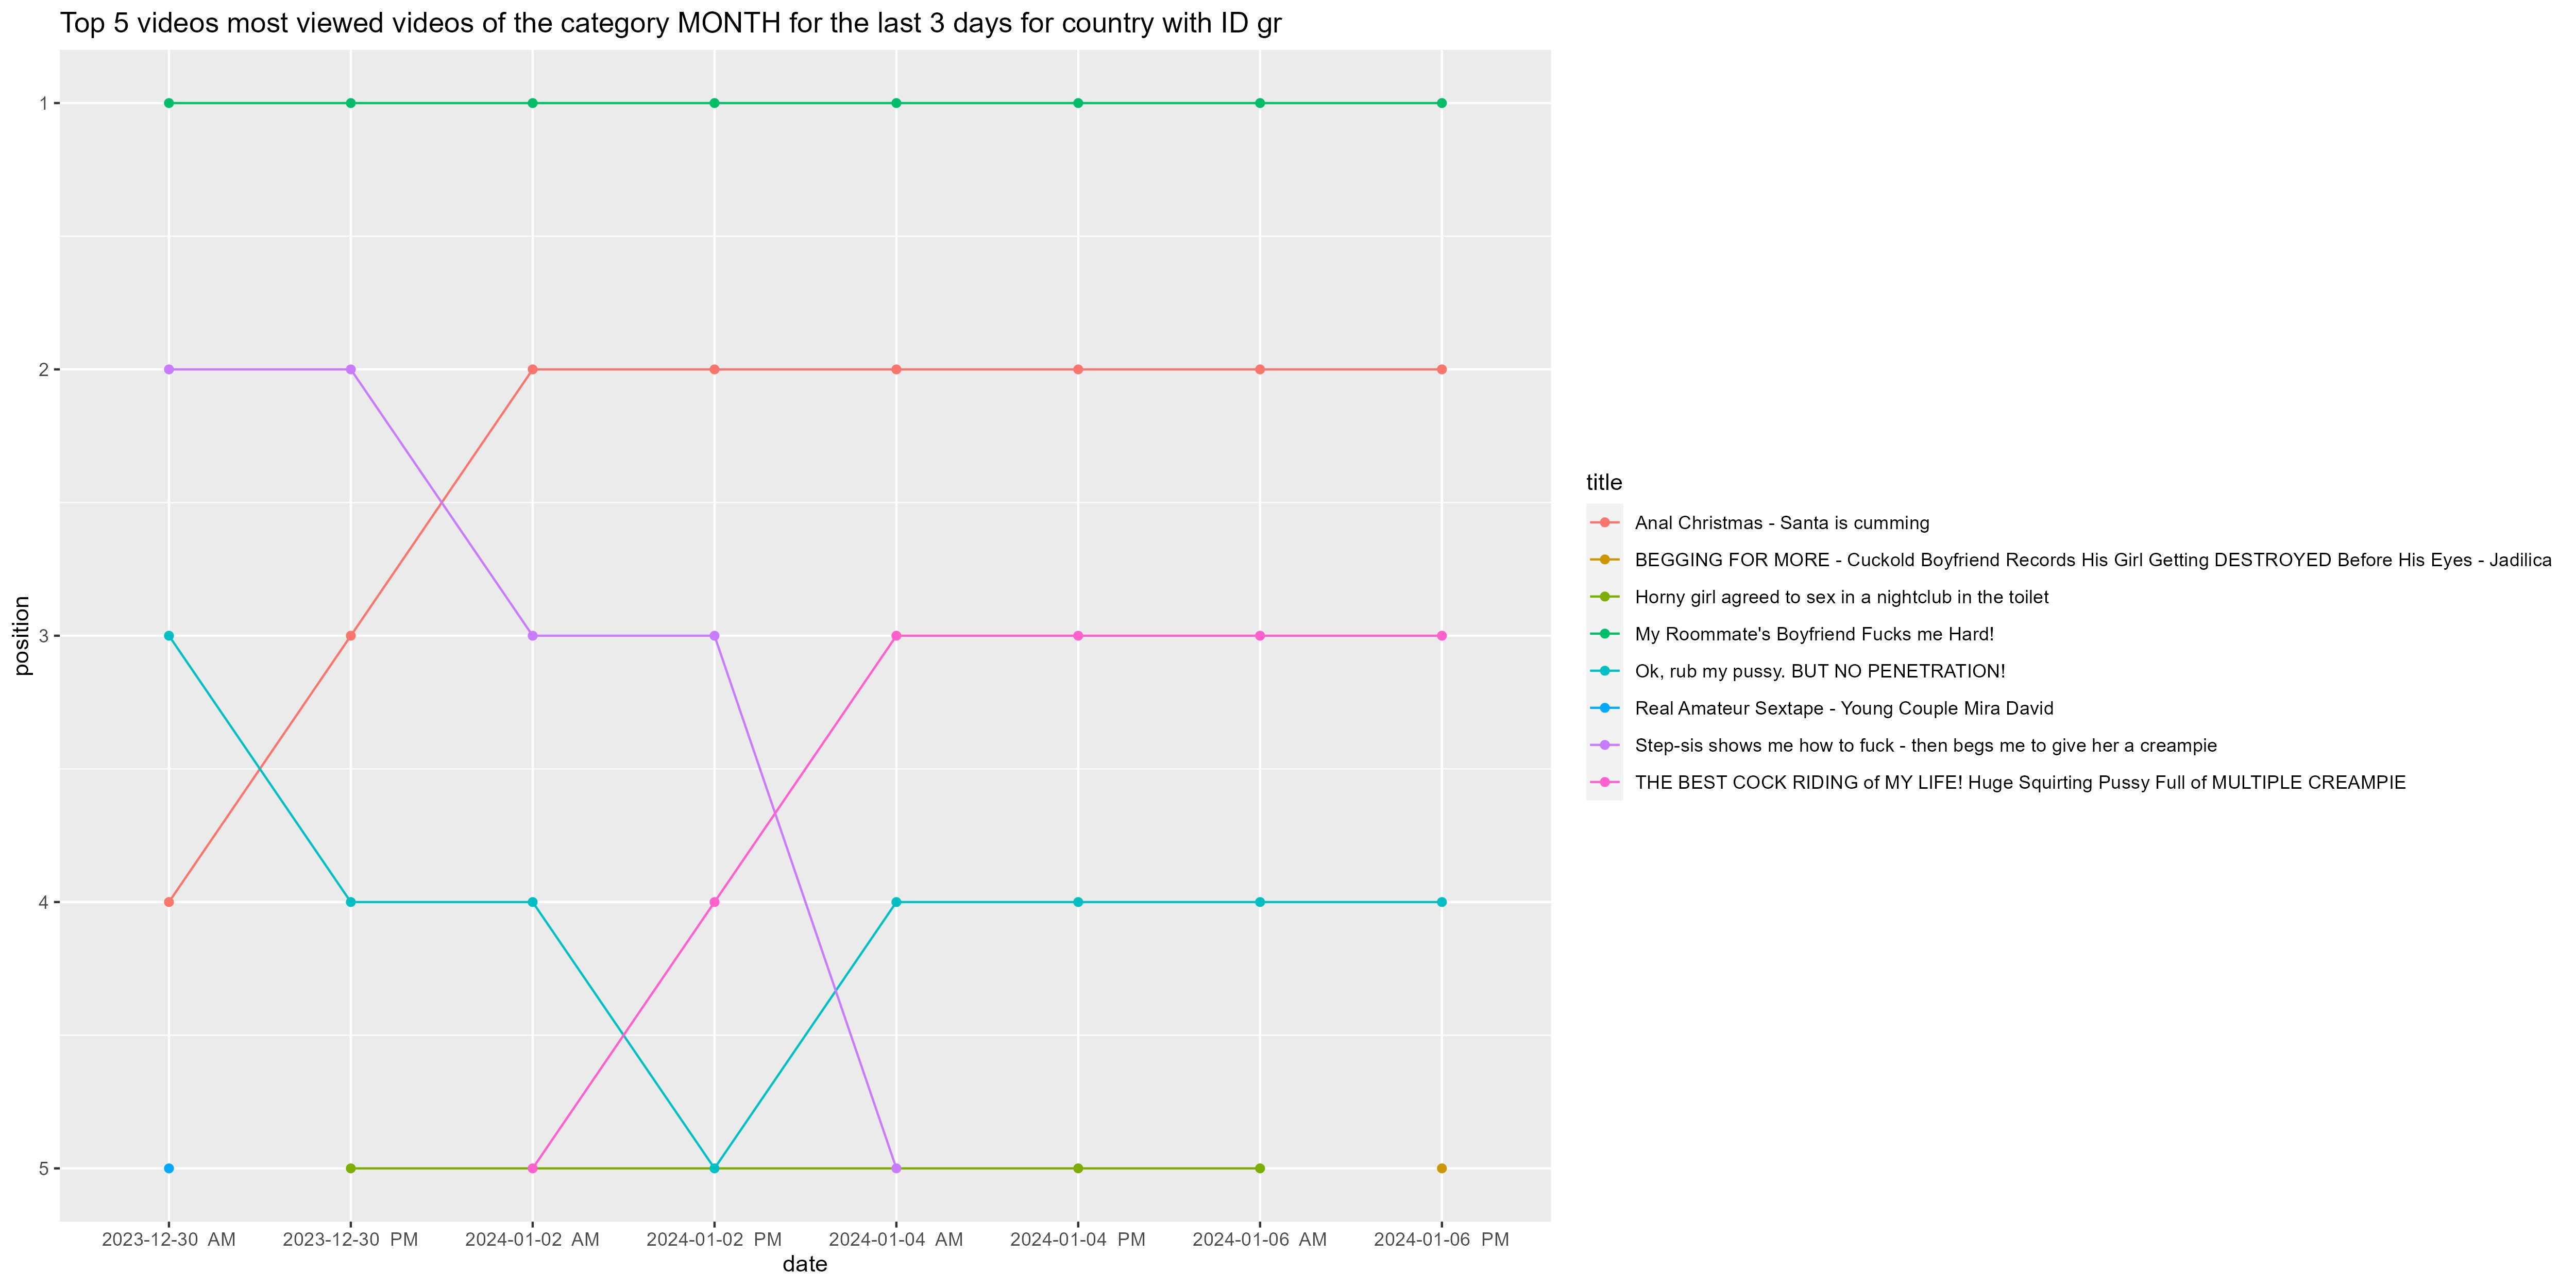 Top 5 videos most viewed videos of the category MONTH for the last 3 days for country with ID gr
position
1
2
3
4
5
2023-12-30 AM
2023-12-30 PM
2024-01-02 AM
2024-01-02 PM
2024-01-04 AM
2024-01-04 PM
2024-01-06 AM
2024-01-06 PM
date
title
Anal Christmas - Santa is cumming
BEGGING FOR MORE - Cuckold Boyfriend Records His Girl Getting DESTROYED Before His Eyes - Jadilica
Horny girl agreed to sex in a nightclub in the toilet
My Roommate's Boyfriend Fucks me Hard!
Ok, rub my pussy. BUT NO PENETRATION!
Real Amateur Sextape - Young Couple Mira David
Step-sis shows me how to fuck - then begs me to give her a creampie
THE BEST COCK RIDING of MY LIFE! Huge Squirting Pussy Full of MULTIPLE CREAMPIE